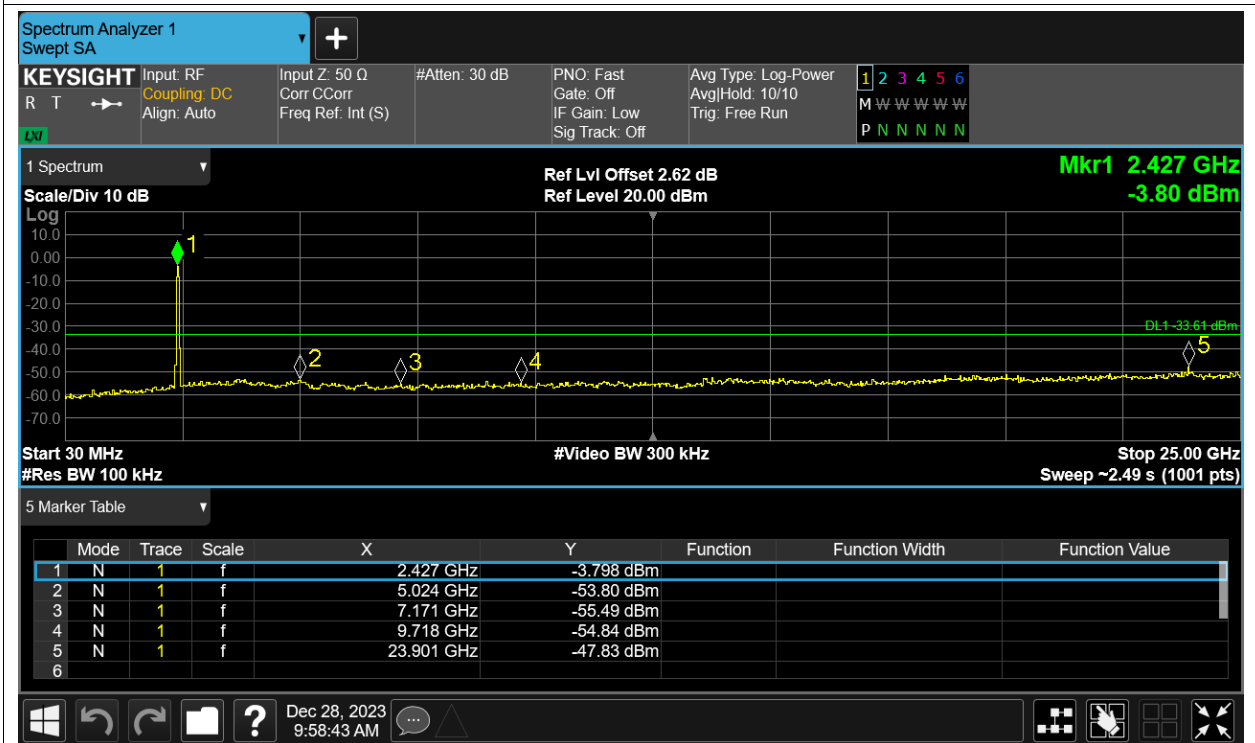 Spectrum Analyzer 1
Swept SA
+
KEYSIGHT Input: RF Input Z: 50 Ω #Atten: 30 dB PNO: Fast Avg Type: Log-Power 1 2 3 4 5 6
R T Coupling: DC Corr CCorr Gate: Off Avg|Hold: 10/10 M W W W W W
Align: Auto Freq Ref: Int (S) IF Gain: Low Trig: Free Run
LXI Sig Track: Off P N N N N N
1 Spectrum Ref Lvl Offset 2.62 dB Mkr1 2.427 GHz
Scale/Div 10 dB Ref Level 20.00 dBm -3.80 dBm
Log
10.0 1
0.00
-10.0
-20.0
-30.0 DL1 -33.61 dBm
-40.0 2 3 4 5
-50.0
-60.0
-70.0
Start 30 MHz #Video BW 300 kHz Stop 25.00 GHz
#Res BW 100 kHz Sweep ~2.49 s (1001 pts)
5 Marker Table
Mode Trace Scale X Y Function Function Width Function Value
1 N 1 f 2.427 GHz -3.798 dBm
2 N 1 f 5.024 GHz -53.80 dBm
3 N 1 f 7.171 GHz -55.49 dBm
4 N 1 f 9.718 GHz -54.84 dBm
5 N 1 f 23.901 GHz -47.83 dBm
6
? Dec 28, 2023
9:58:43 AM